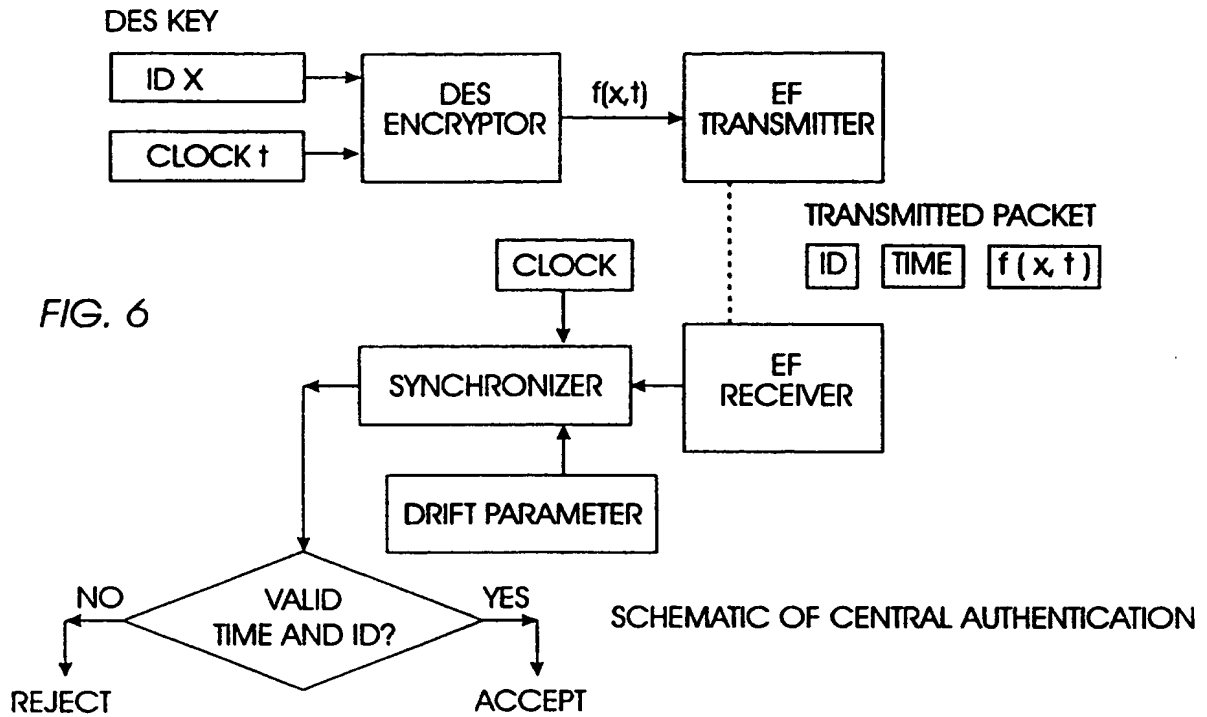 DES KEY
ID X
CLOCK t
DES
ENCRYPTOR
f(x,t)
EF
TRANSMITTER
TRANSMITTED PACKET
ID TIME f ( x, t )
CLOCK
FIG. 6
SYNCHRONIZER
EF
RECEIVER
DRIFT PARAMETER
NO
VALID
TIME AND ID?
YES
SCHEMATIC OF CENTRAL AUTHENTICATION
REJECT
ACCEPT